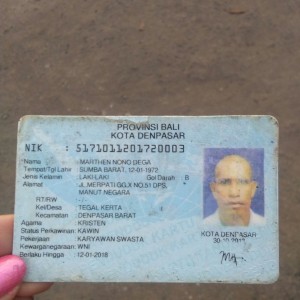 PROVINSI BALI
KOTA DENPASAR
NIK : 5171011201720003
Nama : MARTHEN NONO DEGA
Tempat/Tgl Lahir : SUMBA BARAT, 12-01-1972
Jenis Kelamin : LAKI-LAKI Gol Darah : B
Alamat : JL.MERPATI GG.X NO.51 DPS,
MANUT NEGARA
RT/RW :
Kel/Desa : TEGAL KERTA
Kecamatan : DENPASAR BARAT
Agama : KRISTEN
Status Perkawinan : KAWIN
Pekerjaan : KARYAWAN SWASTA
Kewarganegaraan : WNI
Berlaku Hingga : 12-01-2018
KOTA DENPASAR